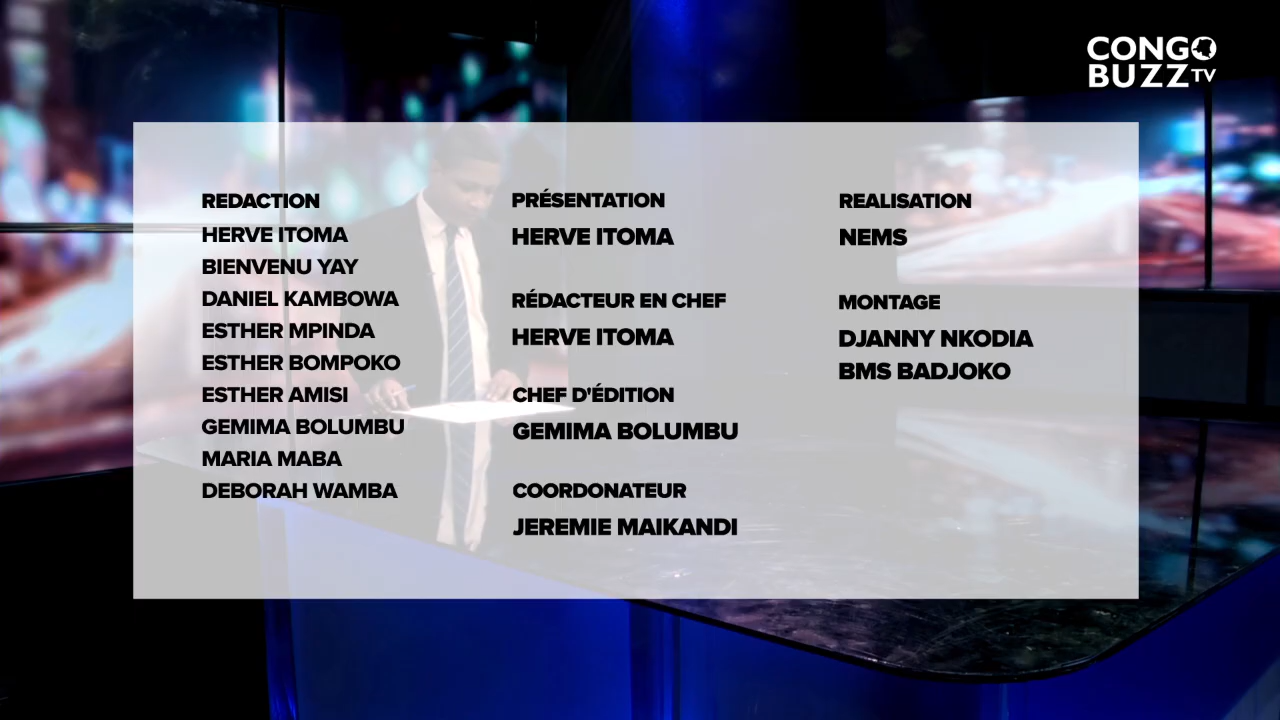 CONGO
BUZZ TV
REDACTION
HERVE ITOMA
BIENVENU YAY
DANIEL KAMBOWA
ESTHER MPINDA
ESTHER BOMPOKO
ESTHER AMISI
GEMIMA BOLUMBU
MARIA MABA
DEBORAH WAMBA
PRÉSENTATION
HERVE ITOMA
RÉDACTEUR EN CHEF
HERVE ITOMA
CHEF D'ÉDITION
GEMIMA BOLUMBU
COORDONATEUR
JEREMIE MAIKANDI
REALISATION
NEMS
MONTAGE
DJANNY NKODIA
BMS BADJOKO